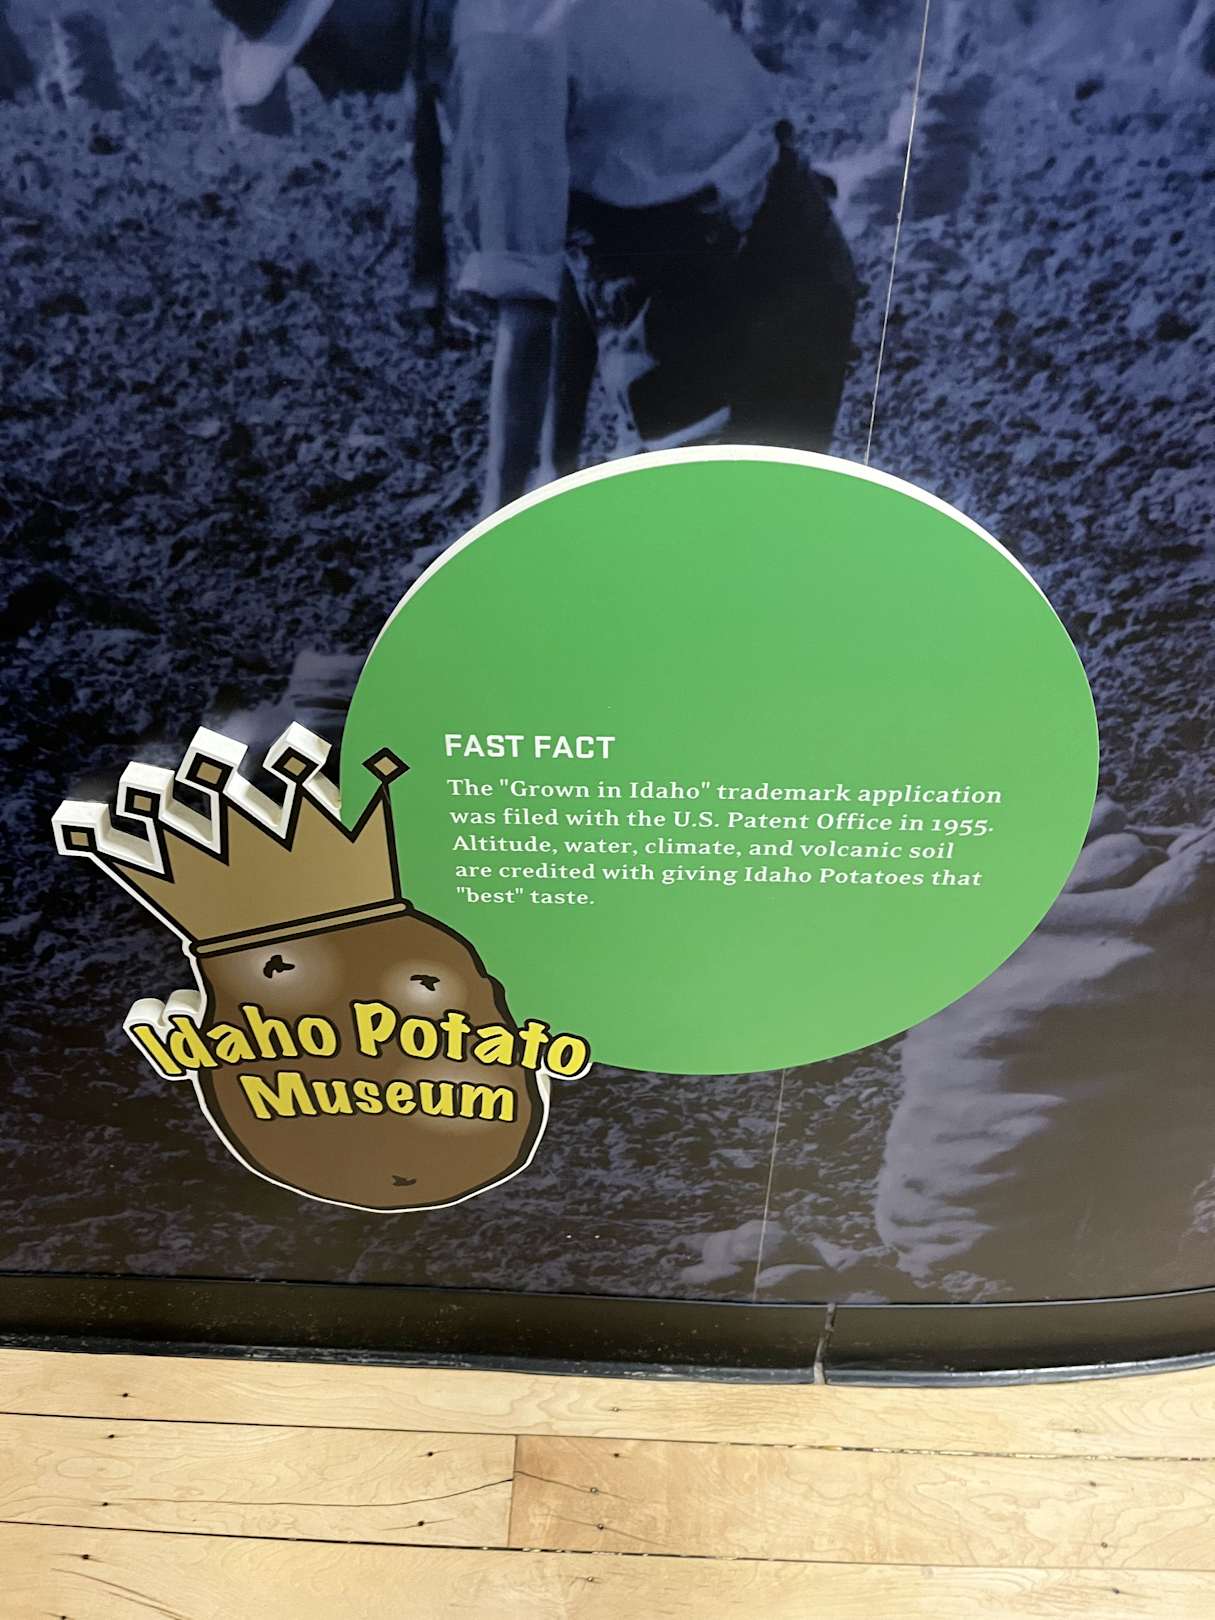 FAST FACT
The "Grown in Idaho" trademark application
was filed with the U.S. Patent Office in 1955.
Altitude, water, climate, and volcanic soil
are credited with giving Idaho Potatoes that
"best" taste.
Idaho Potato
Museum